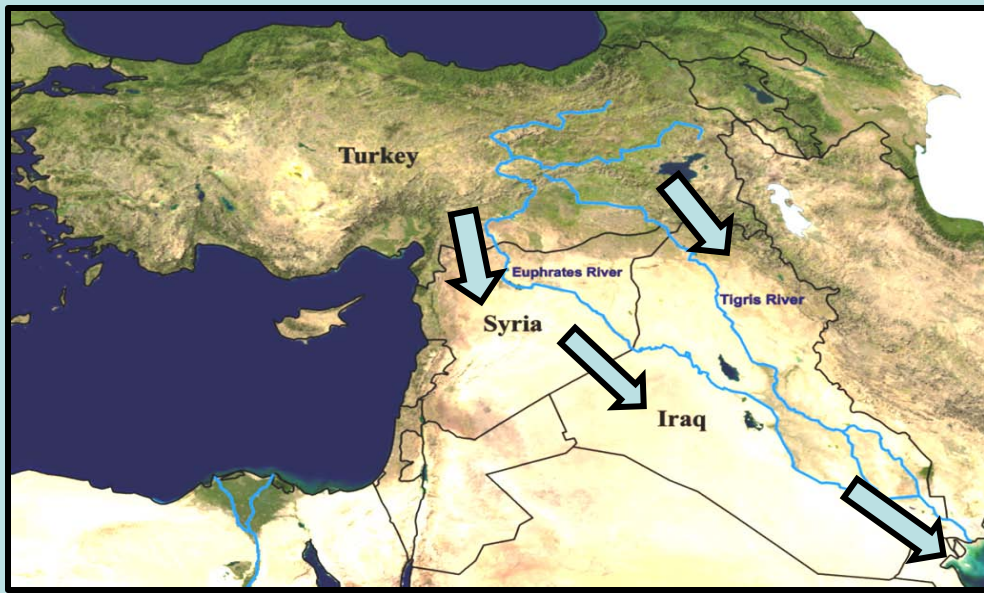 Turkey
Euphrates River
Tigris River
Syria
Iraq